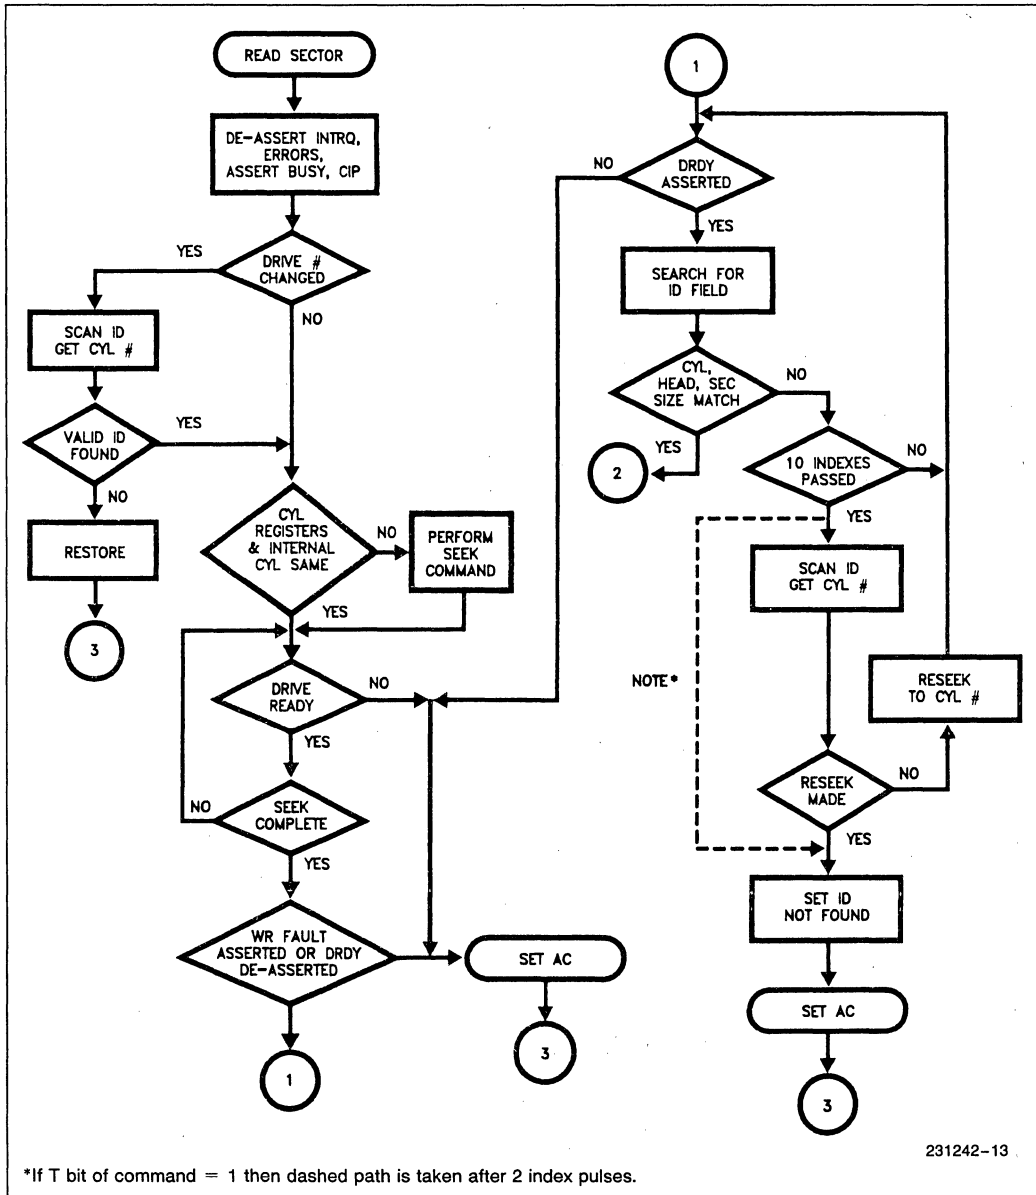 READ SECTOR
DE-ASSERT INTRQ,
ERRORS,
ASSERT BUSY, CIP
DRIVE #
CHANGED
YES
NO
SCAN ID
GET CYL #
VALID ID
FOUND
YES
NO
RESTORE
3
CYL
REGISTERS
& INTERNAL
CYL SAME
NO
PERFORM
SEEK
COMMAND
YES
DRIVE
READY
NO
YES
SEEK
COMPLETE
NO
YES
WR FAULT
ASSERTED OR DRDY
DE-ASSERTED
SET AC
3
1
1
DRDY
ASSERTED
NO
YES
SEARCH FOR
ID FIELD
CYL,
HEAD, SEC
SIZE MATCH
NO
YES
2
10 INDEXES
PASSED
NO
YES
SCAN ID
GET CYL #
NOTE*
RESEEK
TO CYL #
RESEEK
MADE
NO
YES
SET ID
NOT FOUND
SET AC
3
231242-13
*If T bit of command = 1 then dashed path is taken after 2 index pulses.